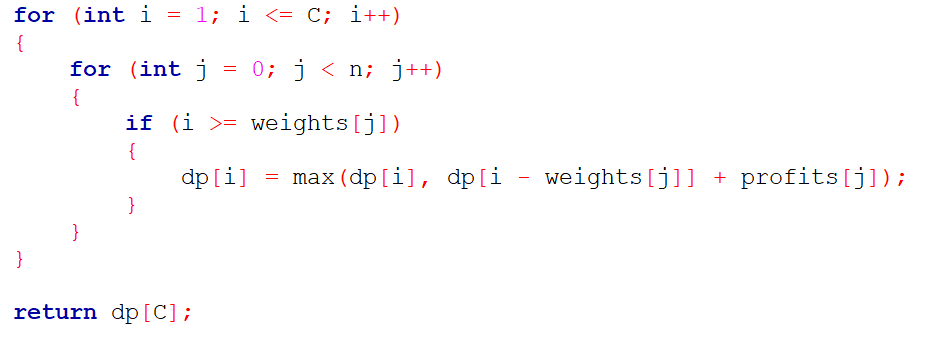 for (int i = 1; i <= C; i++)
{
    for (int j = 0; j < n; j++)
    {
        if (i >= weights[j])
        {
            dp[i] = max(dp[i], dp[i - weights[j]] + profits[j]);
        }
    }
}

return dp[C];